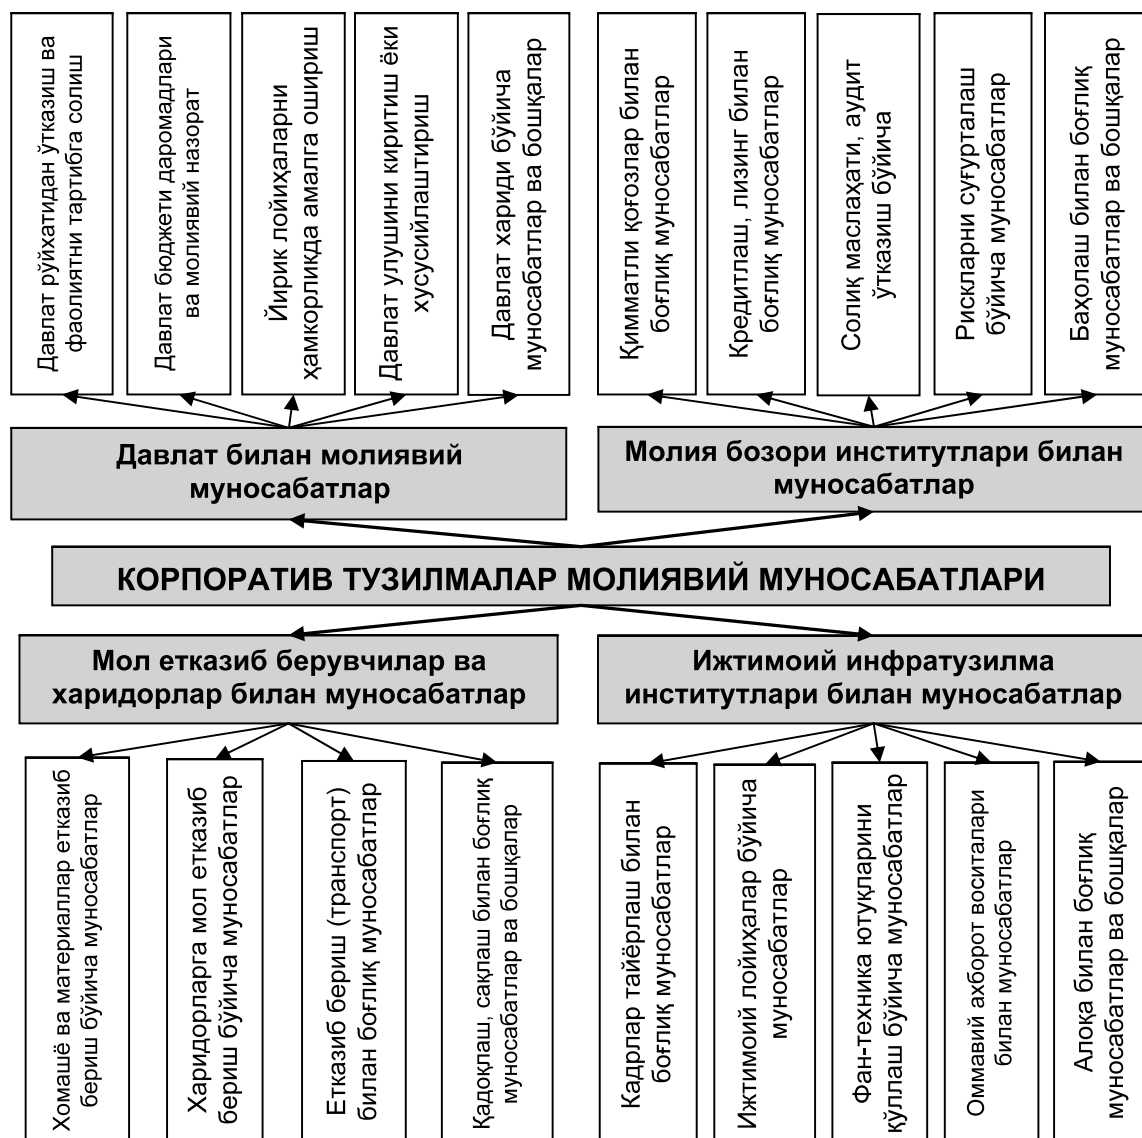 Давлат рўйхатидан ўтказиш ва
фаолиятни тартибга солиш
Давлат бюджети даромадлари
ва молиявий назорат
Йирик лойиҳаларни
ҳамкорликда амалга ошириш
Давлат улушини киритиш ёки
хусусийлаштириш
Давлат хариди бўйича
муносабатлар ва бошқалар
Қимматли қоғозлар билан
боғлиқ муносабатлар
Кредитлаш, лизинг билан
боғлиқ муносабатлар
Солиқ маслаҳати, аудит
ўтказиш бўйича
Рискларни суғурталаш
бўйича муносабатлар
Баҳолаш билан боғлиқ
муносабатлар ва бошқалар
Давлат билан молиявий
муносабатлар
Молия бозори институтлари билан
муносабатлар
КОРПОРАТИВ ТУЗИЛМАЛАР МОЛИЯВИЙ МУНОСАБАТЛАРИ
Мол етказиб берувчилар ва
харидорлар билан муносабатлар
Ижтимоий инфратузилма
институтлари билан муносабатлар
Хомашё ва материаллар етказиб
бериш бўйича муносабатлар
Харидорларга мол етказиб
бериш бўйича муносабатлар
Етказиб бериш (транспорт)
билан боғлиқ муносабатлар
Қадоқлаш, сақлаш билан боғлиқ
муносабатлар ва бошқалар
Кадрлар тайёрлаш билан
боғлиқ муносабатлар
Ижтимоий лойиҳалар бўйича
муносабатлар
Фан-техника ютуқларини
қўллаш бўйича муносабатлар
Оммавий ахборот воситалари
билан муносабатлар
Алоқа билан боғлиқ
муносабатлар ва бошқалар